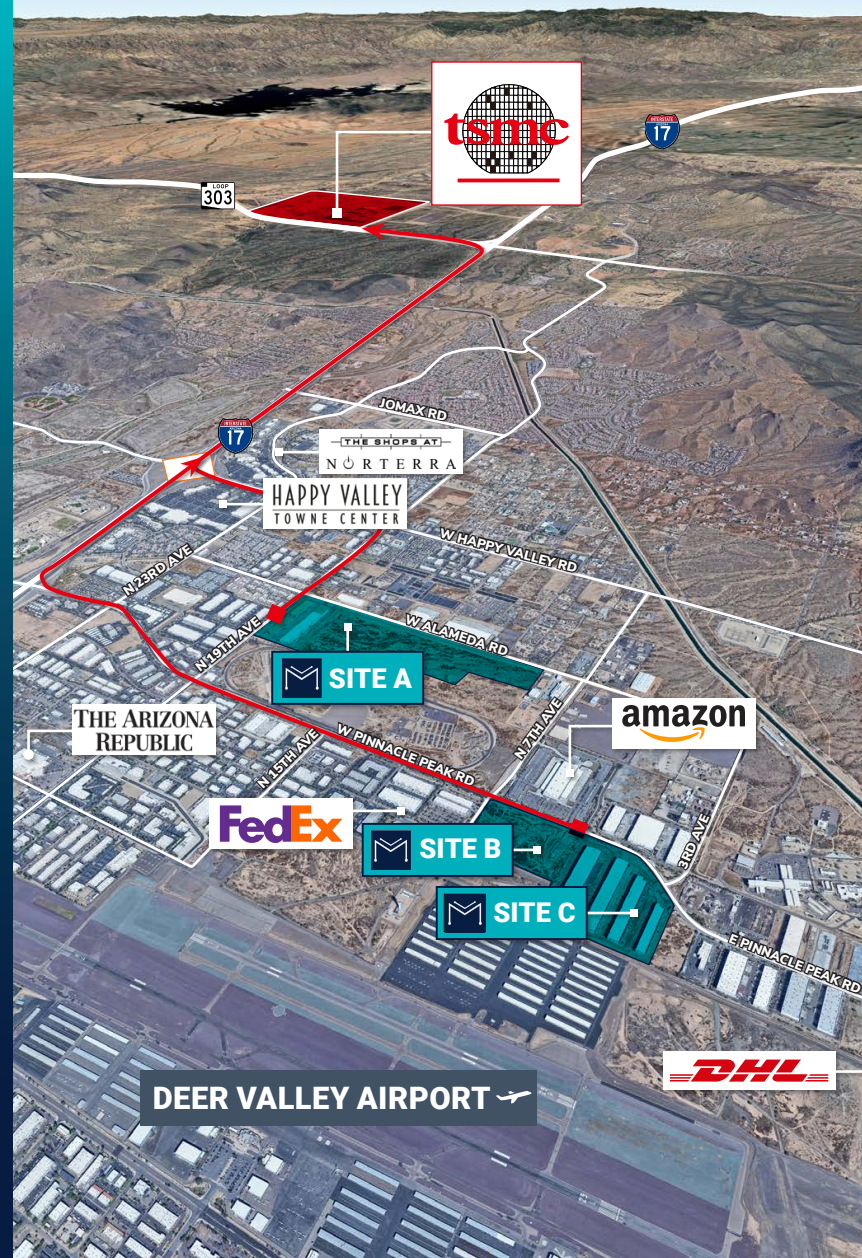 tsmc
INTERSTATE
17
LOOP
303
JOMAX RD
INTERSTATE
17
THE SHOPS AT
NORTERRA
HAPPY VALLEY
TOWNE CENTER
W HAPPY VALLEY RD
N 23RD AVE
N 19TH AVE
W ALAMEDA RD
SITE A
N 7TH AVE
amazon
THE ARIZONA
REPUBLIC
N 15TH AVE
W PINNACLE PEAK RD
FedEx
SITE B
3RD AVE
SITE C
E PINNACLE PEAK RD
DHL
DEER VALLEY AIRPORT